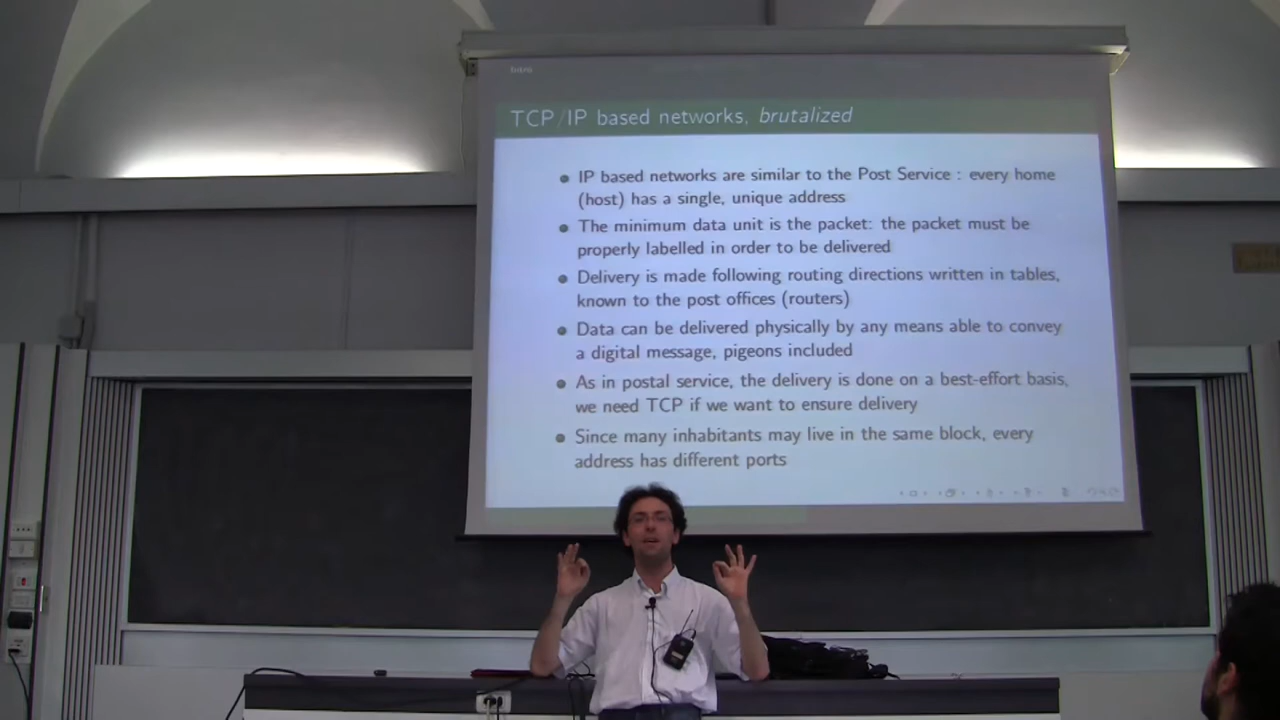 TCP/IP based networks, brutalized
IP based networks are similar to the Post Service : every home
(host) has a single, unique address
The minimum data unit is the packet: the packet must be
properly labelled in order to be delivered
Delivery is made following routing directions written in tables,
known to the post offices (routers)
Data can be delivered physically by any means able to convey
a digital message, pigeons included
As in postal service, the delivery is done on a best-effort basis,
we need TCP if we want to ensure delivery
Since many inhabitants may live in the same block, every
address has different ports